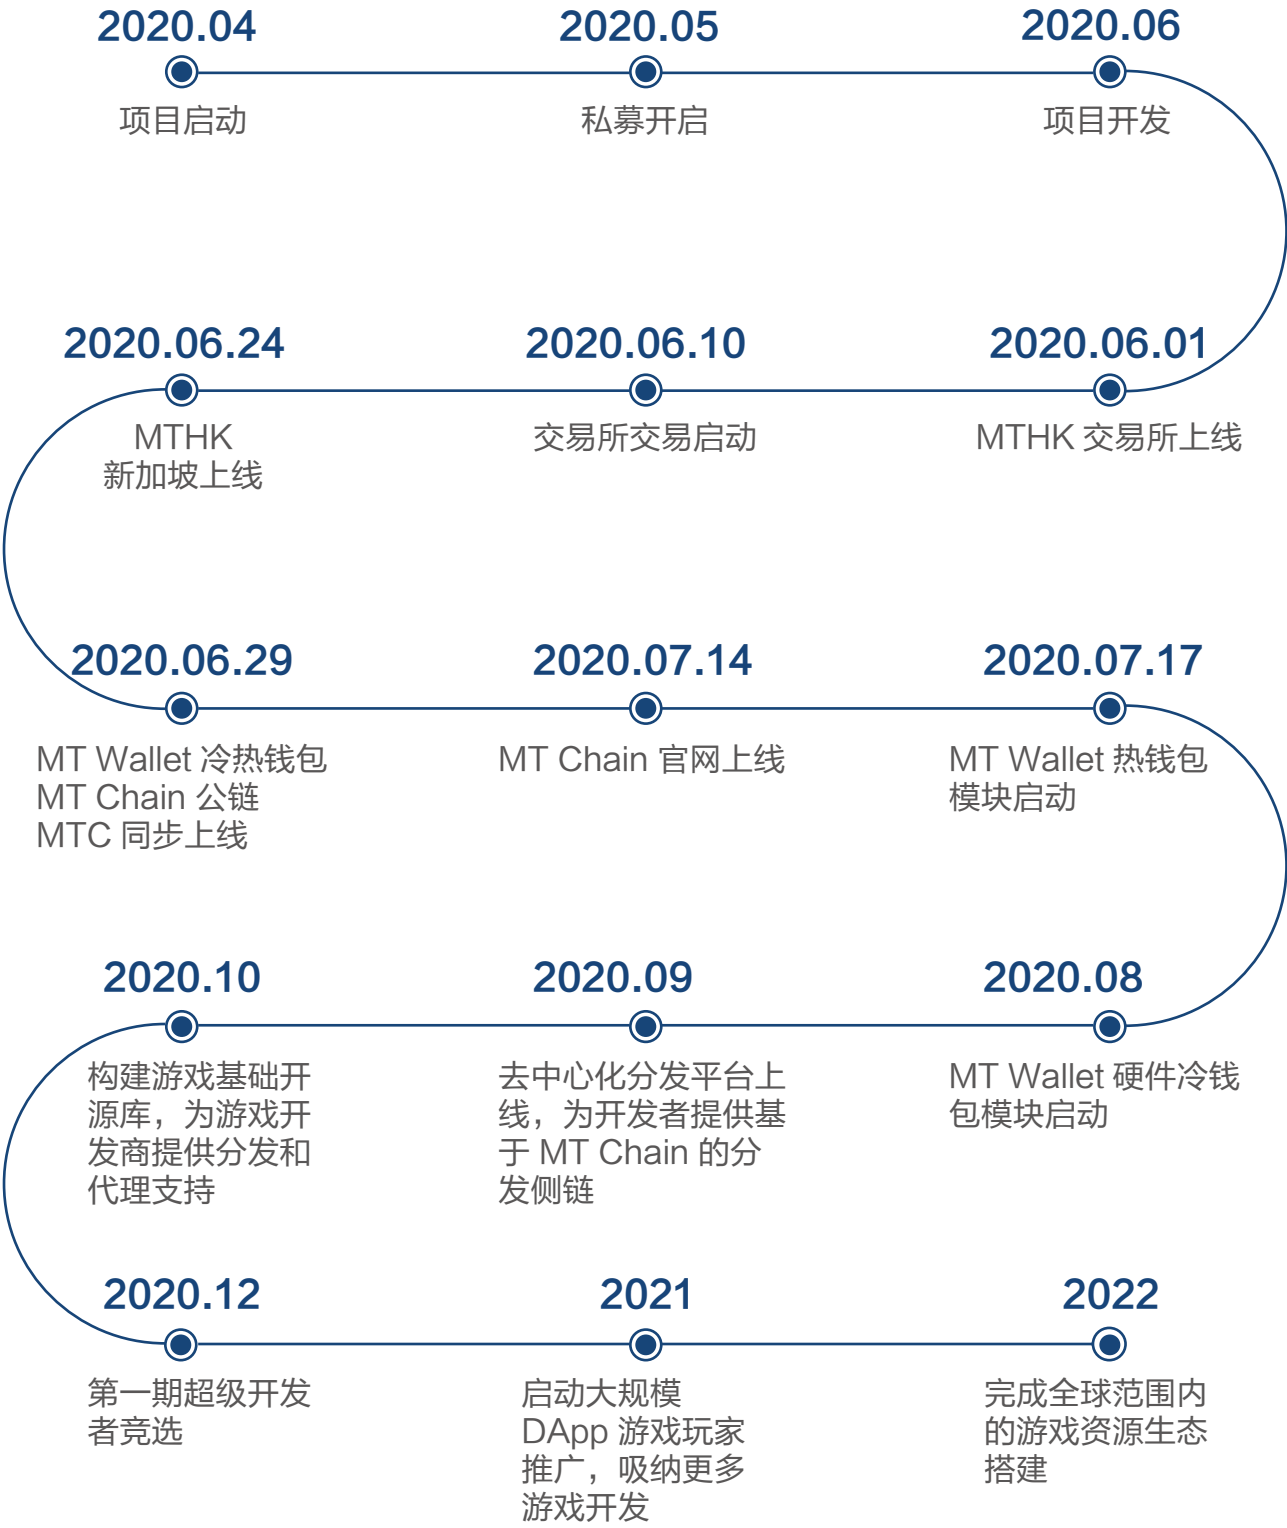 2020.04
项目启动
2020.05
私募开启
2020.06
项目开发
2020.06.01
MTHK 交易所上线
2020.06.10
交易所交易启动
2020.06.24
MTHK
新加坡上线
2020.06.29
MT Wallet 冷热钱包
MT Chain 公链
MTC 同步上线
2020.07.14
MT Chain 官网上线
2020.07.17
MT Wallet 热钱包
模块启动
2020.08
MT Wallet 硬件冷钱
包模块启动
2020.09
去中心化分发平台上
线，为开发者提供基
于 MT Chain 的分
发侧链
2020.10
构建游戏基础开
源库，为游戏开
发商提供分发和
代理支持
2020.12
第一期超级开发
者竞选
2021
启动大规模
DApp 游戏玩家
推广，吸纳更多
游戏开发
2022
完成全球范围内
的游戏资源生态
搭建